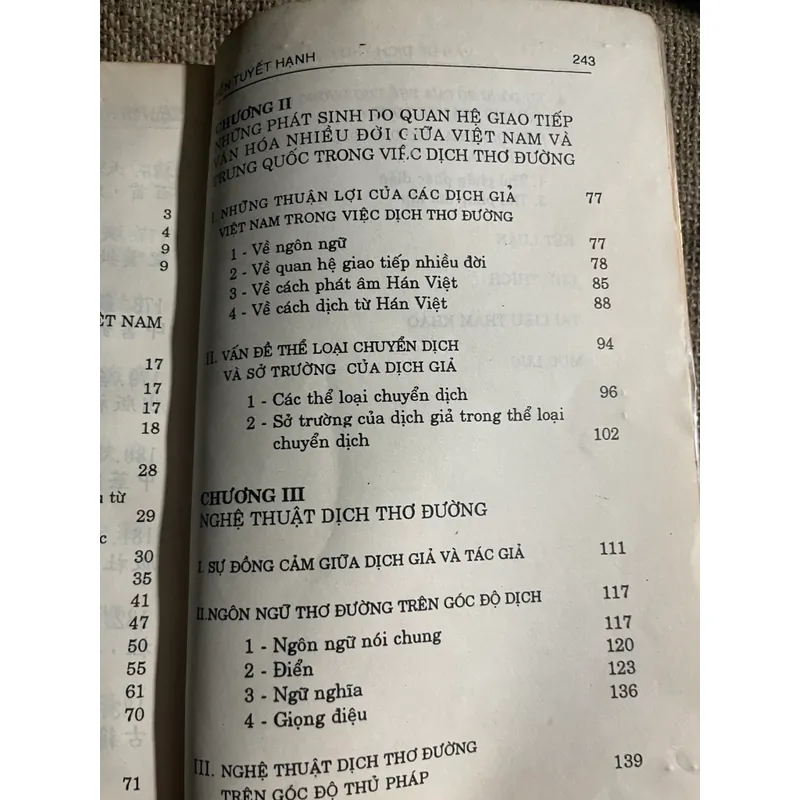 3
4
9
9
ỆT NAM
17
17
17
18
28
u từ
29
c
30
35
41
47
50
55
61
70
71
TUYẾT HẠNH 243
CHƯƠNG II
NHỮNG PHÁT SINH DO QUAN HỆ GIAO TIẾP
VĂN HÓA NHIỀU ĐỜI GIỮA VIỆT NAM VÀ
TRUNG QUỐC TRONG VIỆC DỊCH THƠ ĐƯỜNG
I. NHỮNG THUẬN LỢI CỦA CÁC DỊCH GIẢ 77
VIỆT NAM TRONG VIỆC DỊCH THƠ ĐƯỜNG
1 - Về ngôn ngữ 77
2 - Về quan hệ giao tiếp nhiều đời 78
3 - Về cách phát âm Hán Việt 85
4 - Về cách dịch từ Hán Việt 88
II. VẤN ĐỀ THỂ LOẠI CHUYỂN DỊCH 94
VÀ SỞ TRƯỜNG CỦA DỊCH GIẢ
1 - Các thể loại chuyển dịch 96
2 - Sở trường của dịch giả trong thể loại
chuyển dịch 102
CHƯƠNG III
NGHỆ THUẬT DỊCH THƠ ĐƯỜNG
I. SỰ ĐỒNG CẢM GIỮA DỊCH GIẢ VÀ TÁC GIẢ 111
II.NGÔN NGỮ THƠ ĐƯỜNG TRÊN GÓC ĐỘ DỊCH 117
1 - Ngôn ngữ nói chung 117
2 - Điển 120
3 - Ngữ nghĩa 123
4 - Giọng điệu 136
III. NGHỆ THUẬT DỊCH THƠ ĐƯỜNG 139
TRÊN GÓC ĐỘ THỦ PHÁP